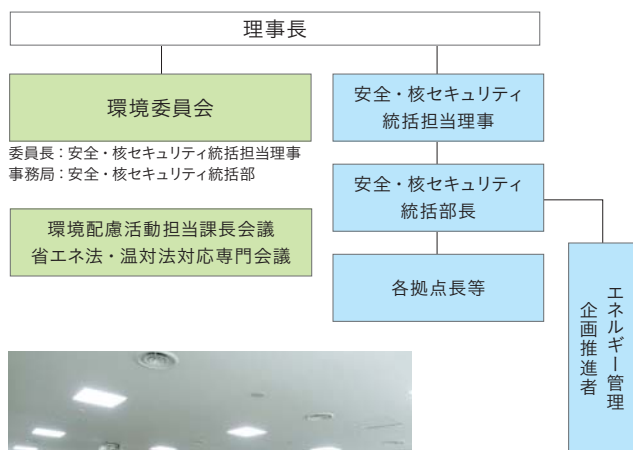 理事長
環境委員会
委員長：安全・核セキュリティ統括担当理事
事務局：安全・核セキュリティ統括部
環境配慮活動担当課長会議
省エネ法・温対法対応専門会議
安全・核セキュリティ
統括担当理事
安全・核セキュリティ
統括部長
各拠点長等
エネルギー管理
企画推進者